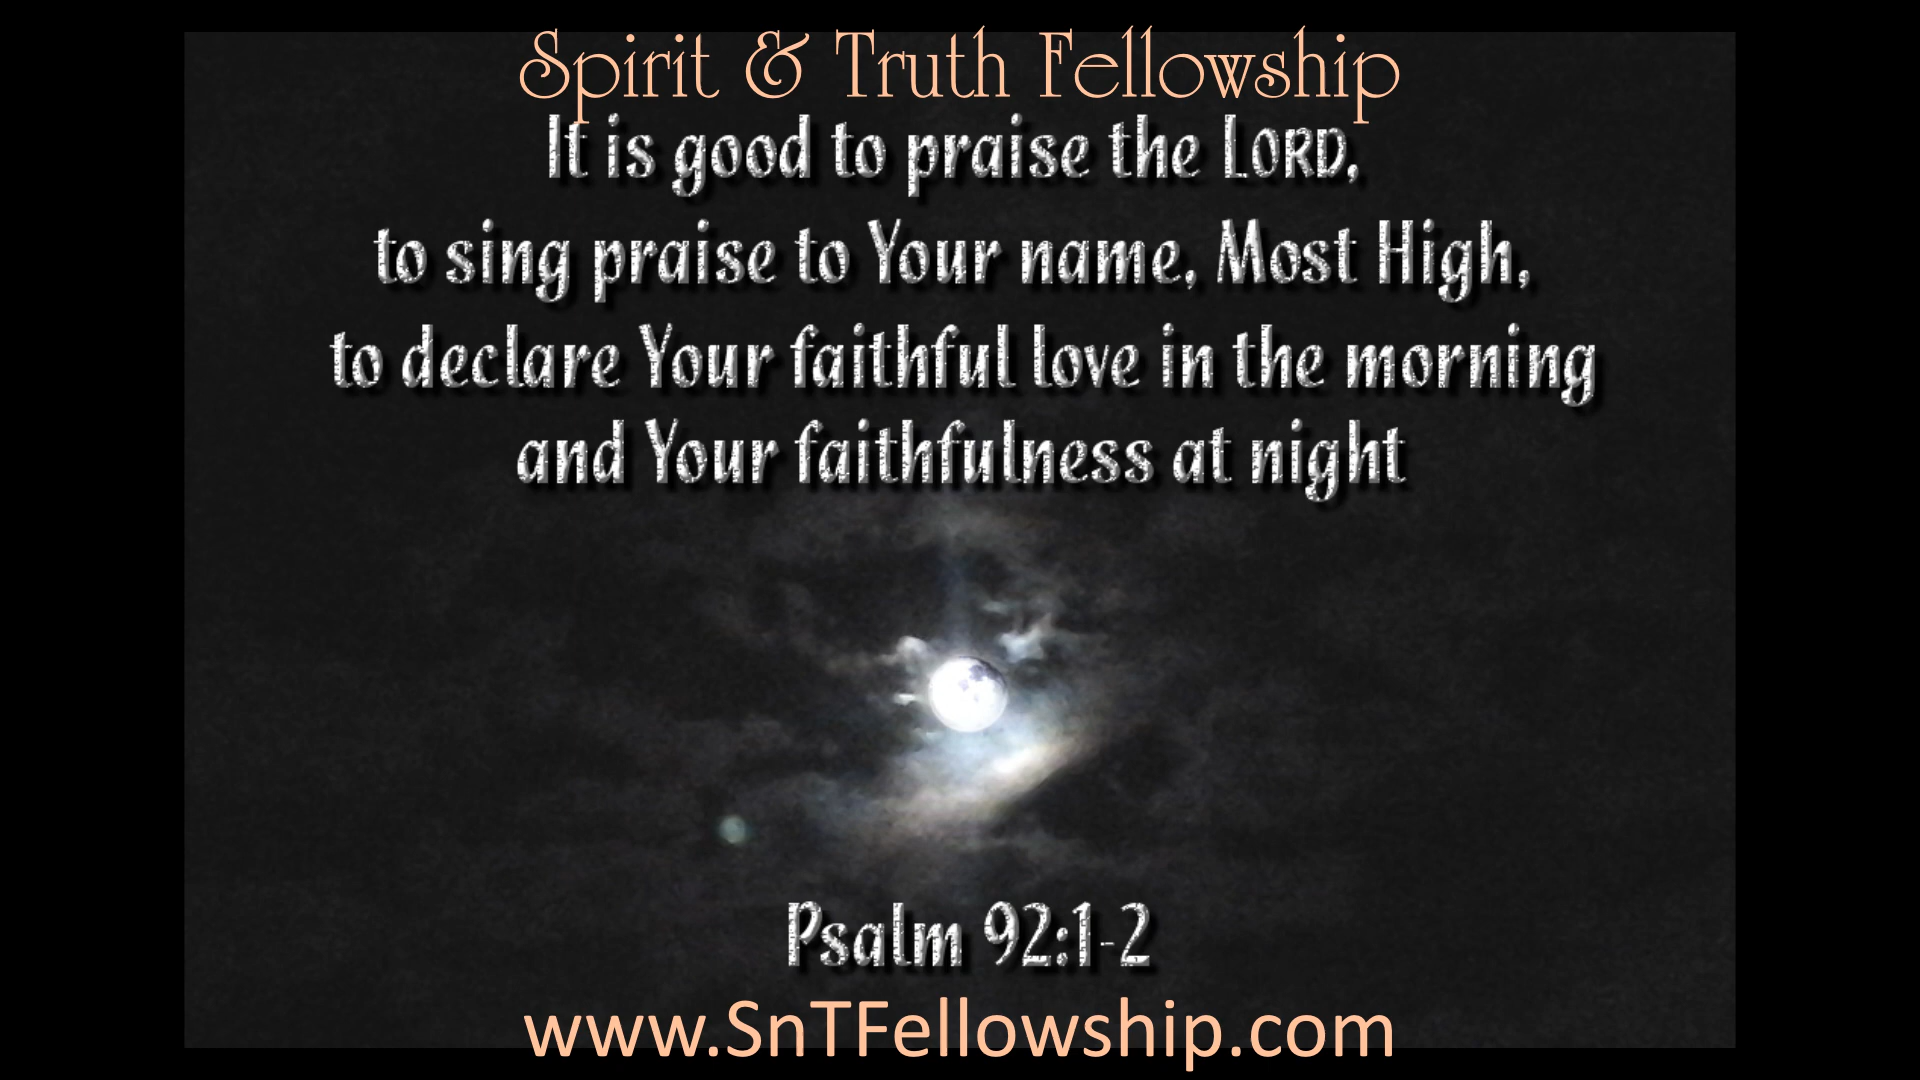 Spirit & Truth Fellowship
It is good to praise the LORD,
to sing praise to Your name, Most High,
to declare Your faithful love in the morning
and Your faithfulness at night
Psalm 92:1-2
www.SnTFellowship.com